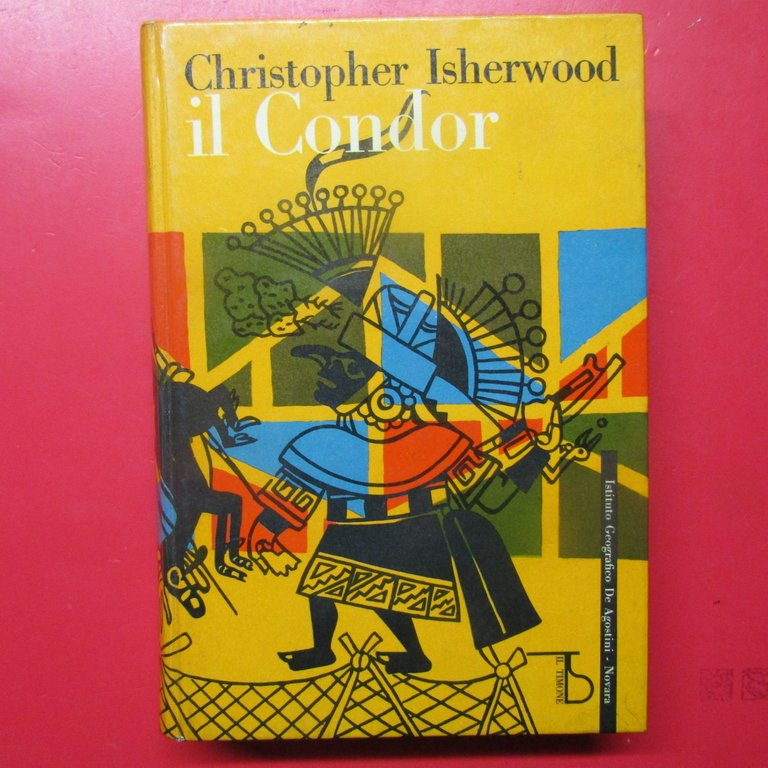 Christopher Isherwood
il Condor
Istituto Geografico De Agostini - Novara
IL TIMONE